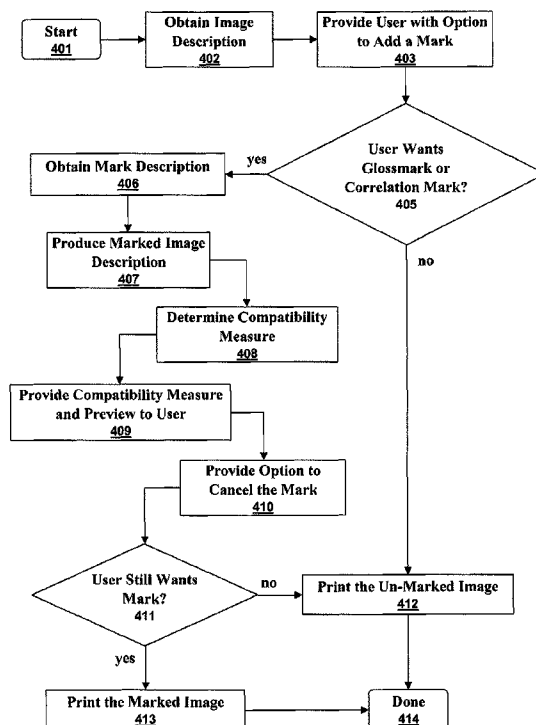 Start
401
Obtain Image
Description
402
Provide User with Option
to Add a Mark
403
User Wants
Glossmark or
Correlation Mark?
405
yes
no
Obtain Mark Description
406
Produce Marked Image
Description
407
Determine Compatibility
Measure
408
Provide Compatibility Measure
and Preview to User
409
Provide Option to
Cancel the Mark
410
User Still Wants
Mark?
411
no
yes
Print the Un-Marked Image
412
Print the Marked Image
413
Done
414